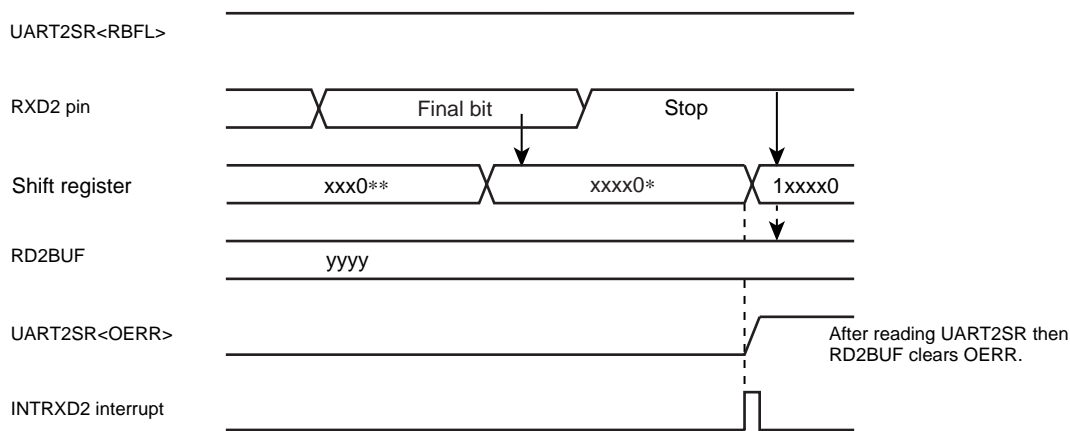 UART2SR<RBFL>
RXD2 pin
Final bit
Stop
Shift register
xxx0**
xxxx0*
1xxxx0
RD2BUF
yyyy
UART2SR<OERR>
After reading UART2SR then
RD2BUF clears OERR.
INTRXD2 interrupt